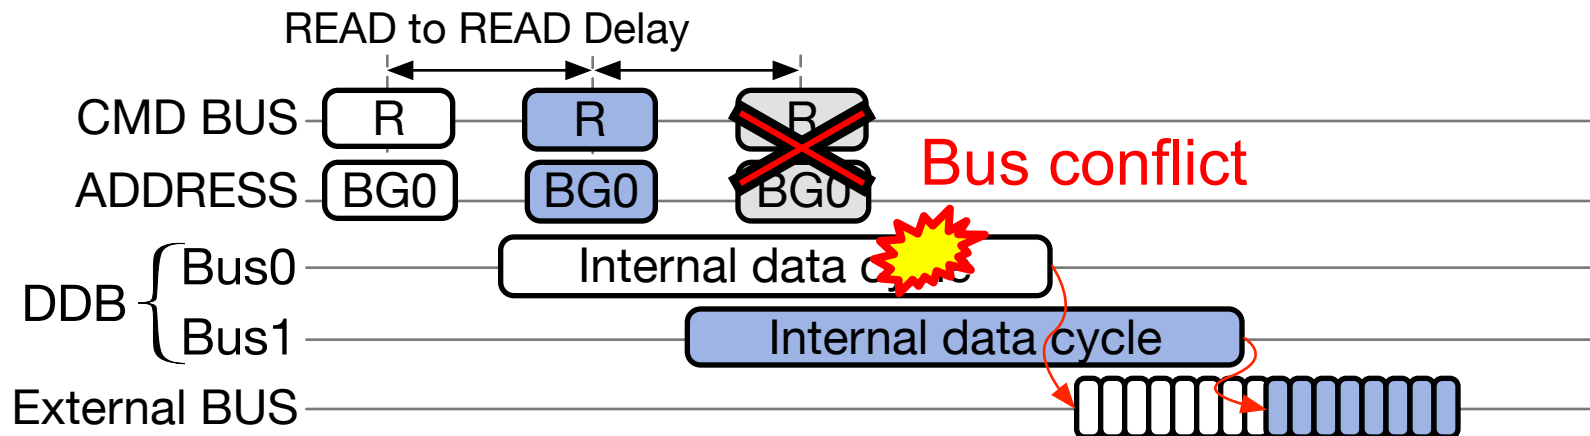 READ to READ Delay
CMD BUS R R R
ADDRESS BG0 BG0 BG0
Bus conflict
DDB
Bus0 Internal data cycle
Bus1 Internal data cycle
External BUS